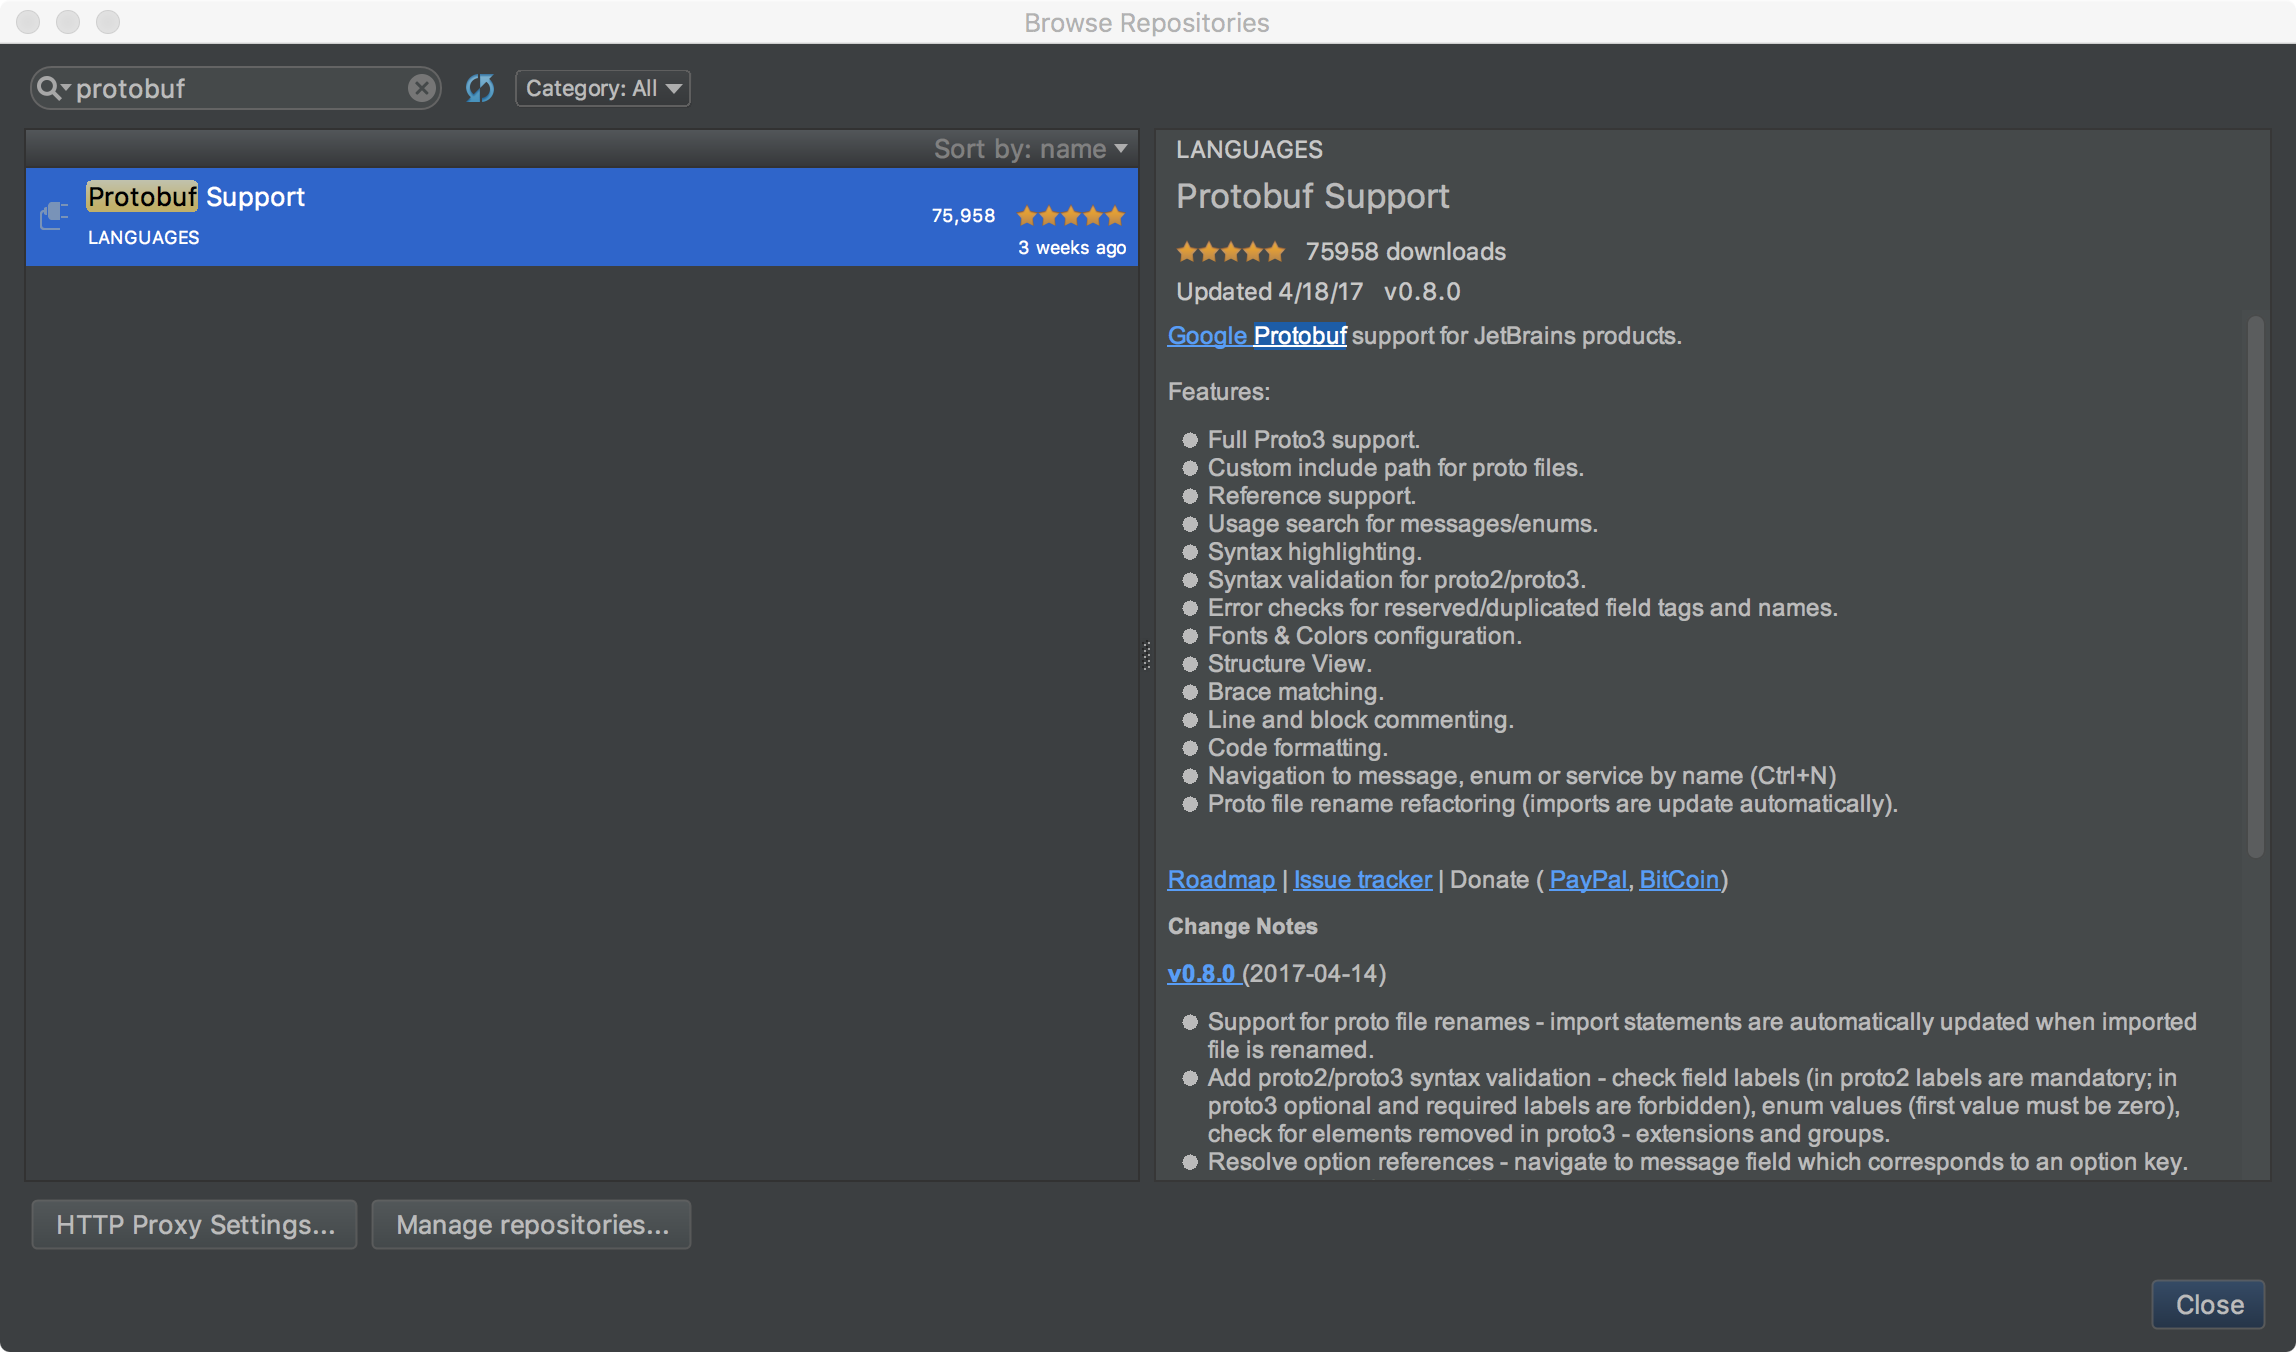 Browse Repositories
protobuf
Category: All
Sort by: name
Protobuf Support
75,958
LANGUAGES
3 weeks ago
LANGUAGES
Protobuf Support
75958 downloads
Updated 4/18/17 v0.8.0
Google Protobuf support for JetBrains products.
Features:
Full Proto3 support.
Custom include path for proto files.
Reference support.
Usage search for messages/enums.
Syntax highlighting.
Syntax validation for proto2/proto3.
Error checks for reserved/duplicated field tags and names.
Fonts & Colors configuration.
Structure View.
Brace matching.
Line and block commenting.
Code formatting.
Navigation to message, enum or service by name (Ctrl+N)
Proto file rename refactoring (imports are update automatically).
Roadmap | Issue tracker | Donate ( PayPal, BitCoin)
Change Notes
v0.8.0 (2017-04-14)
Support for proto file renames - import statements are automatically updated when imported
file is renamed.
Add proto2/proto3 syntax validation - check field labels (in proto2 labels are mandatory; in
proto3 optional and required labels are forbidden), enum values (first value must be zero),
check for elements removed in proto3 - extensions and groups.
Resolve option references - navigate to message field which corresponds to an option key.
HTTP Proxy Settings...
Manage repositories...
Close